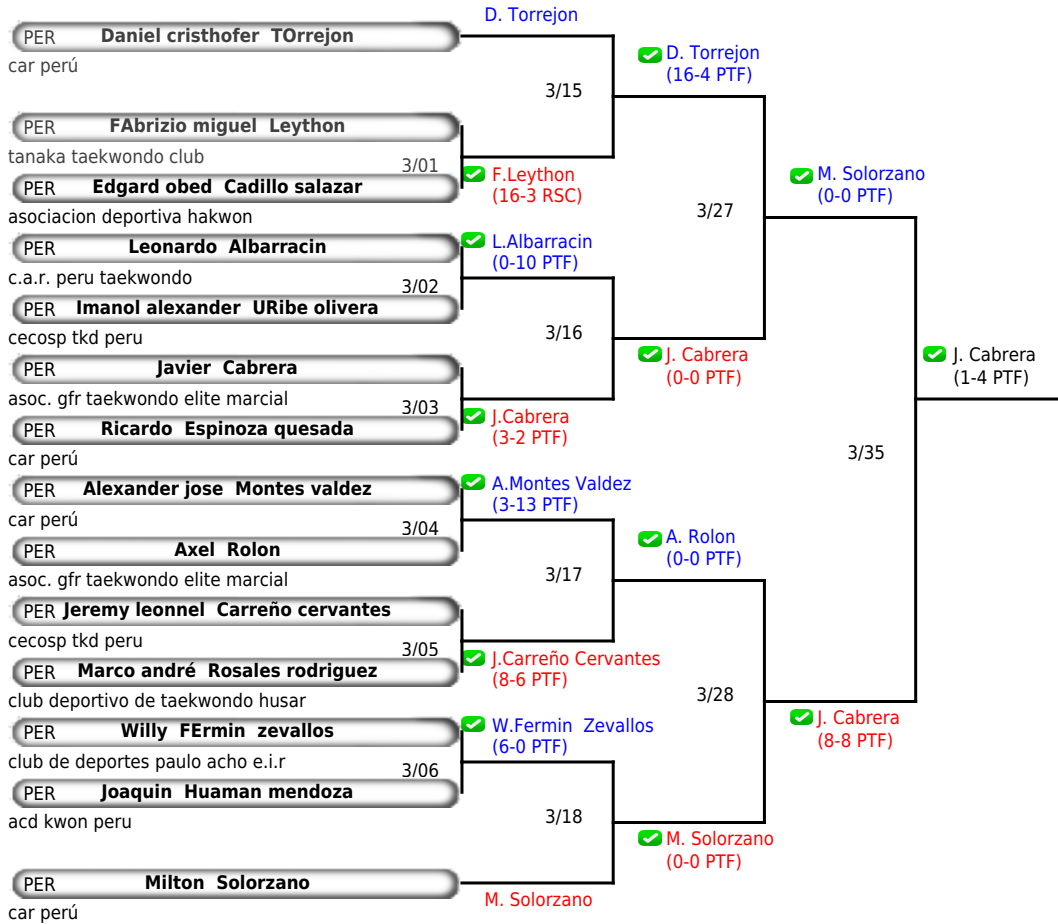 D. Torrejon
PER Daniel cristhofer TOrrejon
car perú
D. Torrejon
(16-4 PTF)
3/15
PER FAbrizio miguel Leython
tanaka taekwondo club
3/01
F.Leython
(16-3 RSC)
PER Edgard obed Cadillo salazar
asociacion deportiva hakwon
M. Solorzano
(0-0 PTF)
3/27
PER Leonardo Albarracin
L.Albarracin
(0-10 PTF)
c.a.r. peru taekwondo
3/02
PER Imanol alexander URibe olivera
cecosp tkd peru
3/16
J. Cabrera
(0-0 PTF)
J. Cabrera
(1-4 PTF)
PER Javier Cabrera
asoc. gfr taekwondo elite marcial
3/03
J.Cabrera
(3-2 PTF)
PER Ricardo Espinoza quesada
car perú
3/35
PER Alexander jose Montes valdez
A.Montes Valdez
(3-13 PTF)
car perú
3/04
PER Axel Rolon
A. Rolon
(0-0 PTF)
asoc. gfr taekwondo elite marcial
3/17
PER Jeremy leonnel Carreño cervantes
cecosp tkd peru
3/05
J.Carreño Cervantes
(8-6 PTF)
PER Marco andré Rosales rodriguez
club deportivo de taekwondo husar
3/28
J. Cabrera
(8-8 PTF)
PER Willy FErmin zevallos
W.Fermin Zevallos
(6-0 PTF)
club de deportes paulo acho e.i.r
3/06
PER Joaquin Huaman mendoza
acd kwon peru
3/18
M. Solorzano
(0-0 PTF)
PER Milton Solorzano
M. Solorzano
car perú